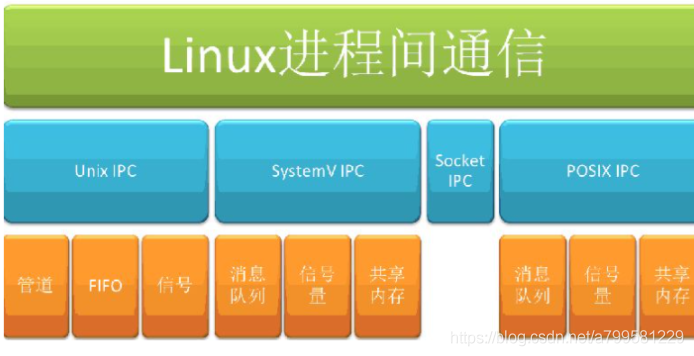 Linux进程间通信
Unix IPC
SystemV IPC
Socket
IPC
POSIX IPC
管道
FIFO
信号
消息
队列
信号
量
共享
内存
消息
队列
信号
量
共享
内存
https://blog.csdn.net/a799581229